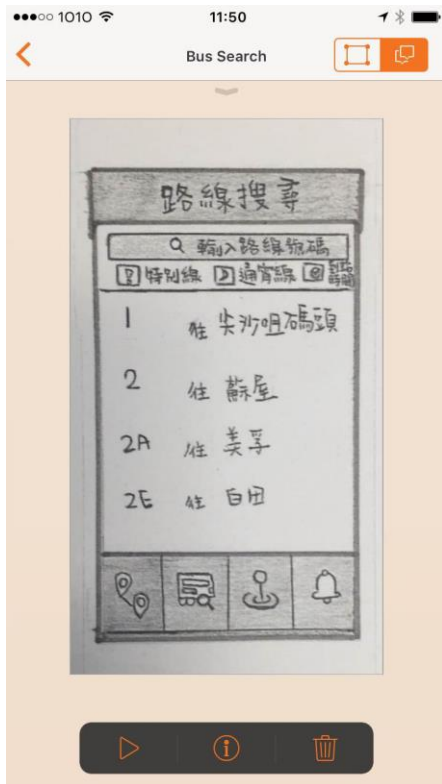 1010 11:50
Bus Search
路線搜尋
輸入路線號碼
特別線 通宵線
1 往 尖沙咀碼頭
2 往 蘇屋
2A 往 美孚
2E 往 白田